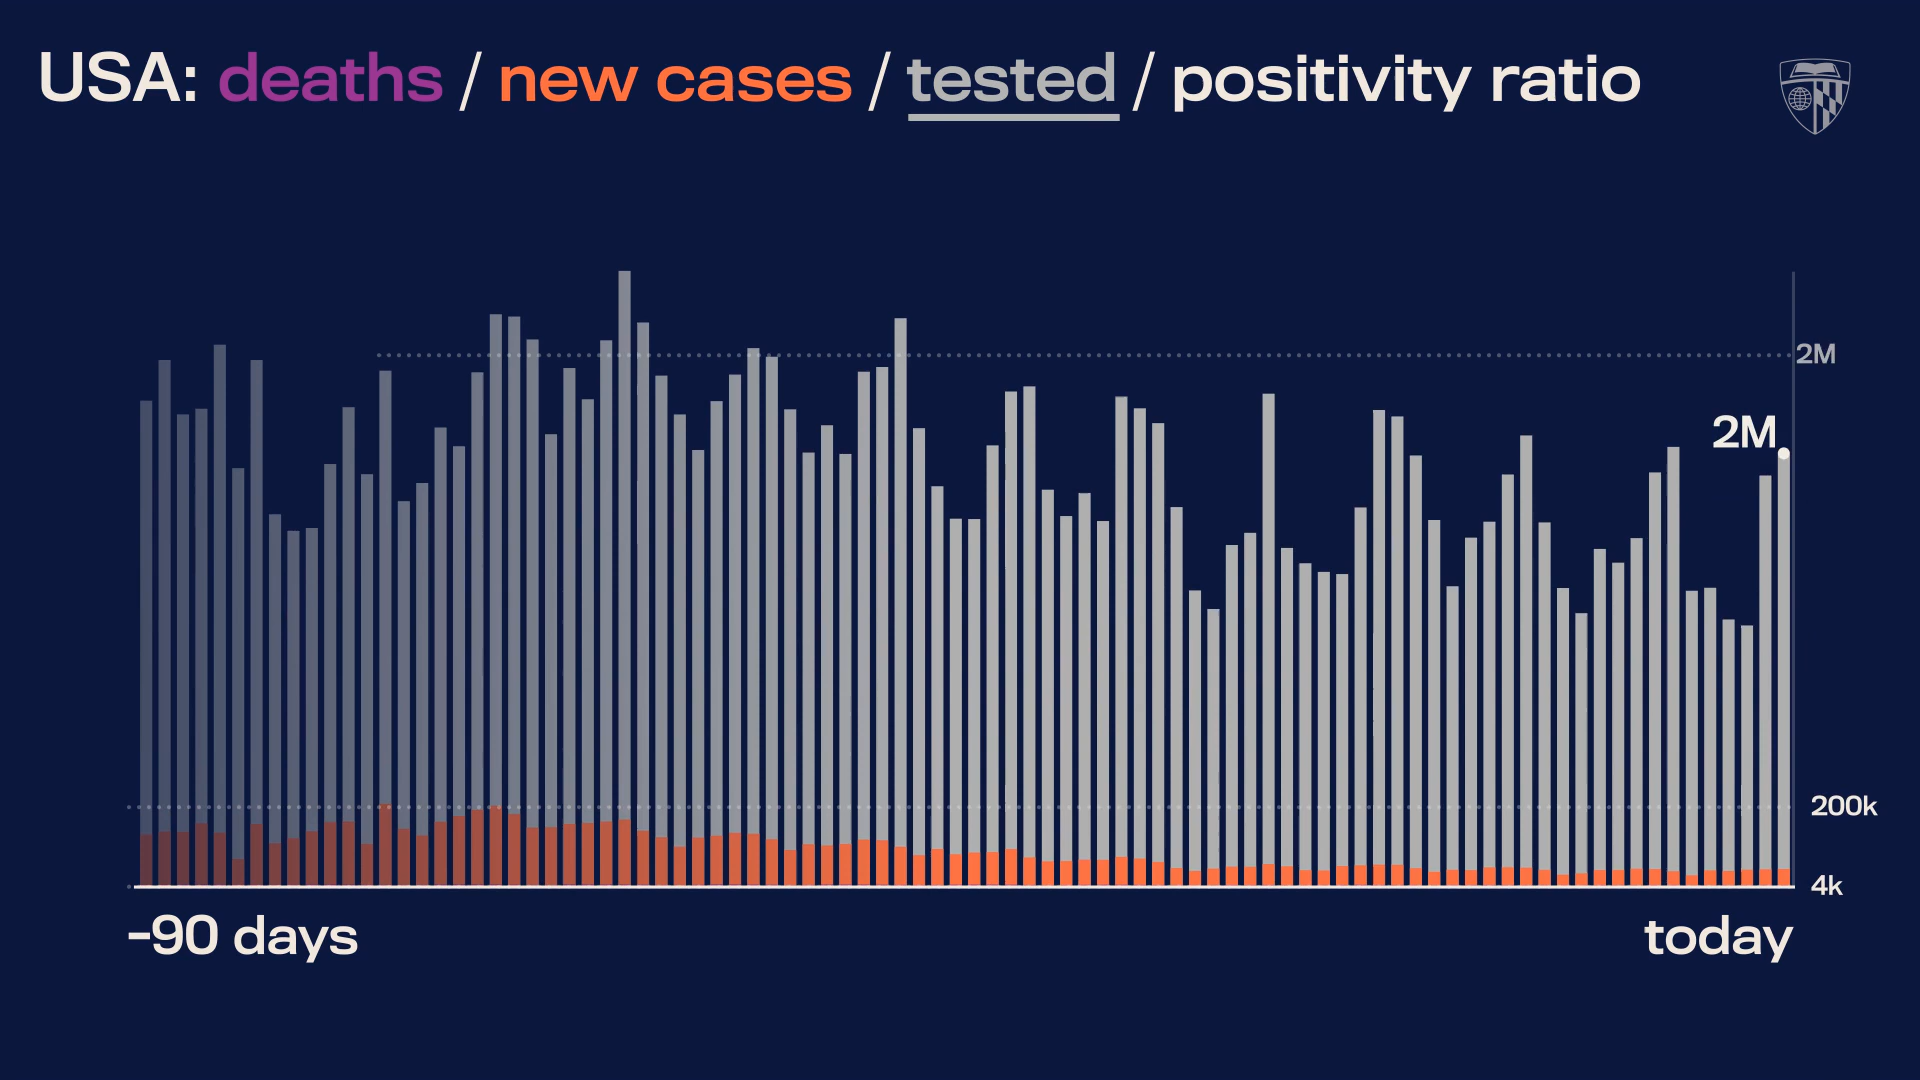 USA: deaths / new cases / tested / positivity ratio
2M
2M
200k
4k
-90 days
today